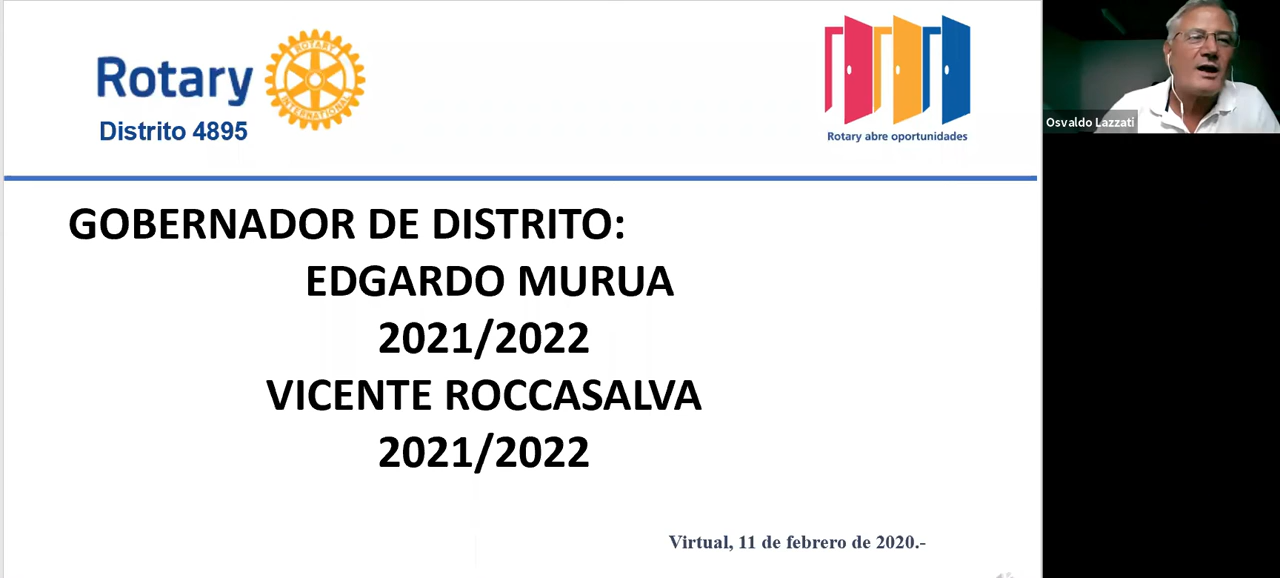 Rotary
ROTARY
INTERNATIONAL
Distrito 4895
Rotary abre oportunidades
Osvaldo Lazzati
GOBERNADOR DE DISTRITO:
EDGARDO MURUA
2021/2022
VICENTE ROCCASALVA
2021/2022
Virtual, 11 de febrero de 2020.-